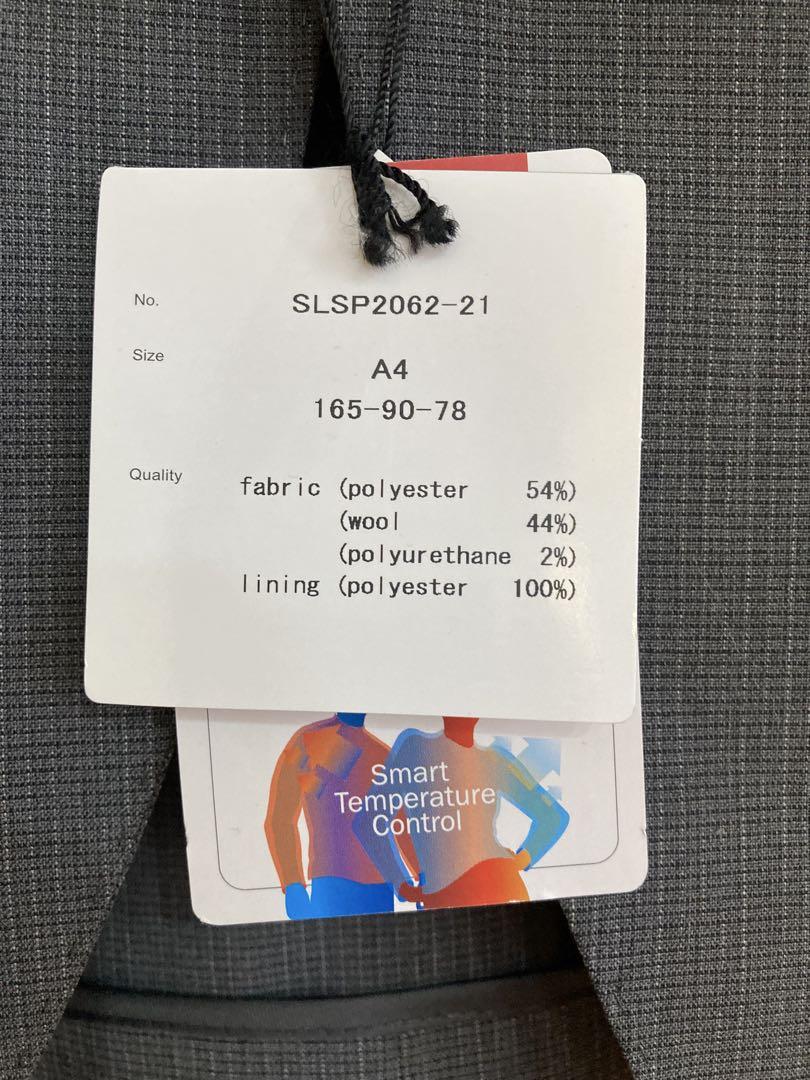 No. SLSP2062-21
Size A4
165-90-78
Quality fabric (polyester 54%)
(wool 44%)
(polyurethane 2%)
lining (polyester 100%)
Smart
Temperature
Control